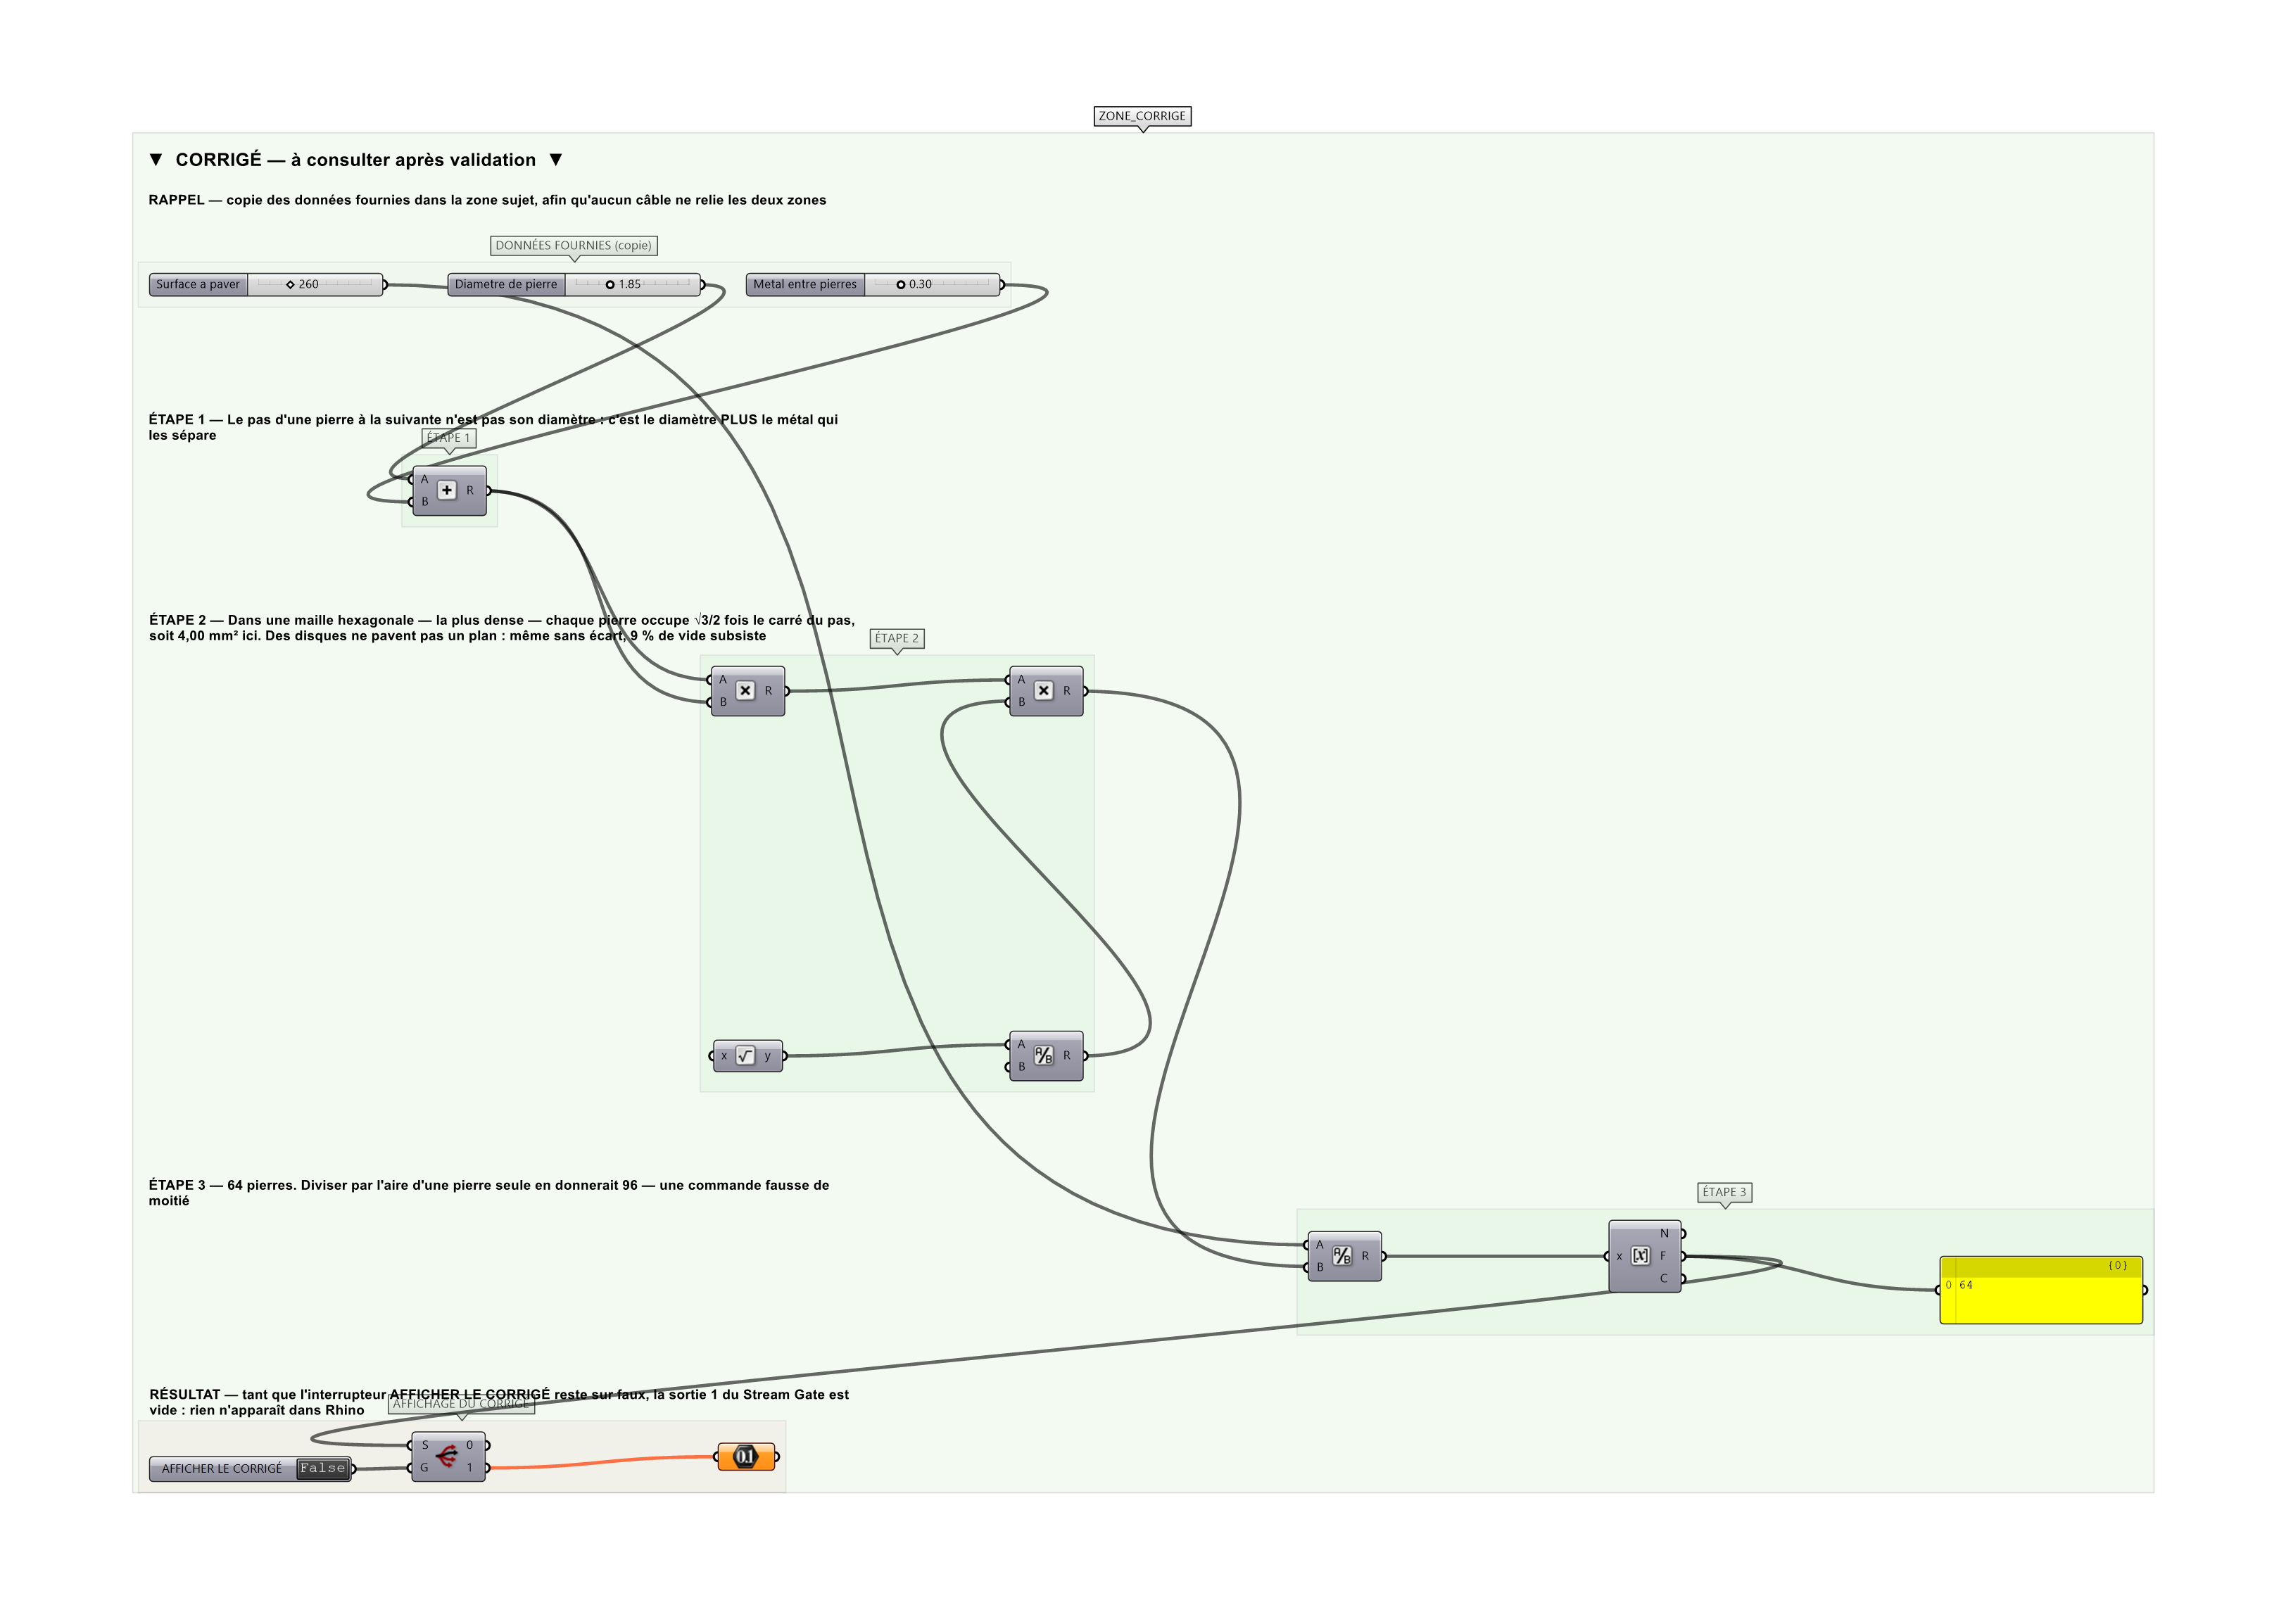 ZONE_CORRIGE
▼ CORRIGÉ — à consulter après validation ▼
RAPPEL — copie des données fournies dans la zone sujet, afin qu'aucun câble ne relie les deux zones
DONNÉES FOURNIES (copie)
Surface a paver 260
Diametre de pierre 1.85
Metal entre pierres 0.30
ÉTAPE 1 — Le pas d'une pierre à la suivante n'est pas son diamètre : c'est le diamètre PLUS le métal qui
les sépare
ÉTAPE 1
A
B
R
ÉTAPE 2 — Dans une maille hexagonale — la plus dense — chaque pierre occupe √3/2 fois le carré du pas,
soit 4,00 mm² ici. Des disques ne pavent pas un plan : même sans écart, 9 % de vide subsiste
ÉTAPE 2
A
B
R
A
B
R
x √ y
A
B
A/B
R
ÉTAPE 3 — 64 pierres. Diviser par l'aire d'une pierre seule en donnerait 96 — une commande fausse de
moitié
ÉTAPE 3
A
B
A/B
R
x [x]
N
F
C
{0}
0 64
RÉSULTAT — tant que l'interrupteur AFFICHER LE CORRIGÉ reste sur faux, la sortie 1 du Stream Gate est
vide : rien n'apparaît dans Rhino
AFFICHAGE DU CORRIGÉ
AFFICHER LE CORRIGÉ False
S 0
G 1
0.1